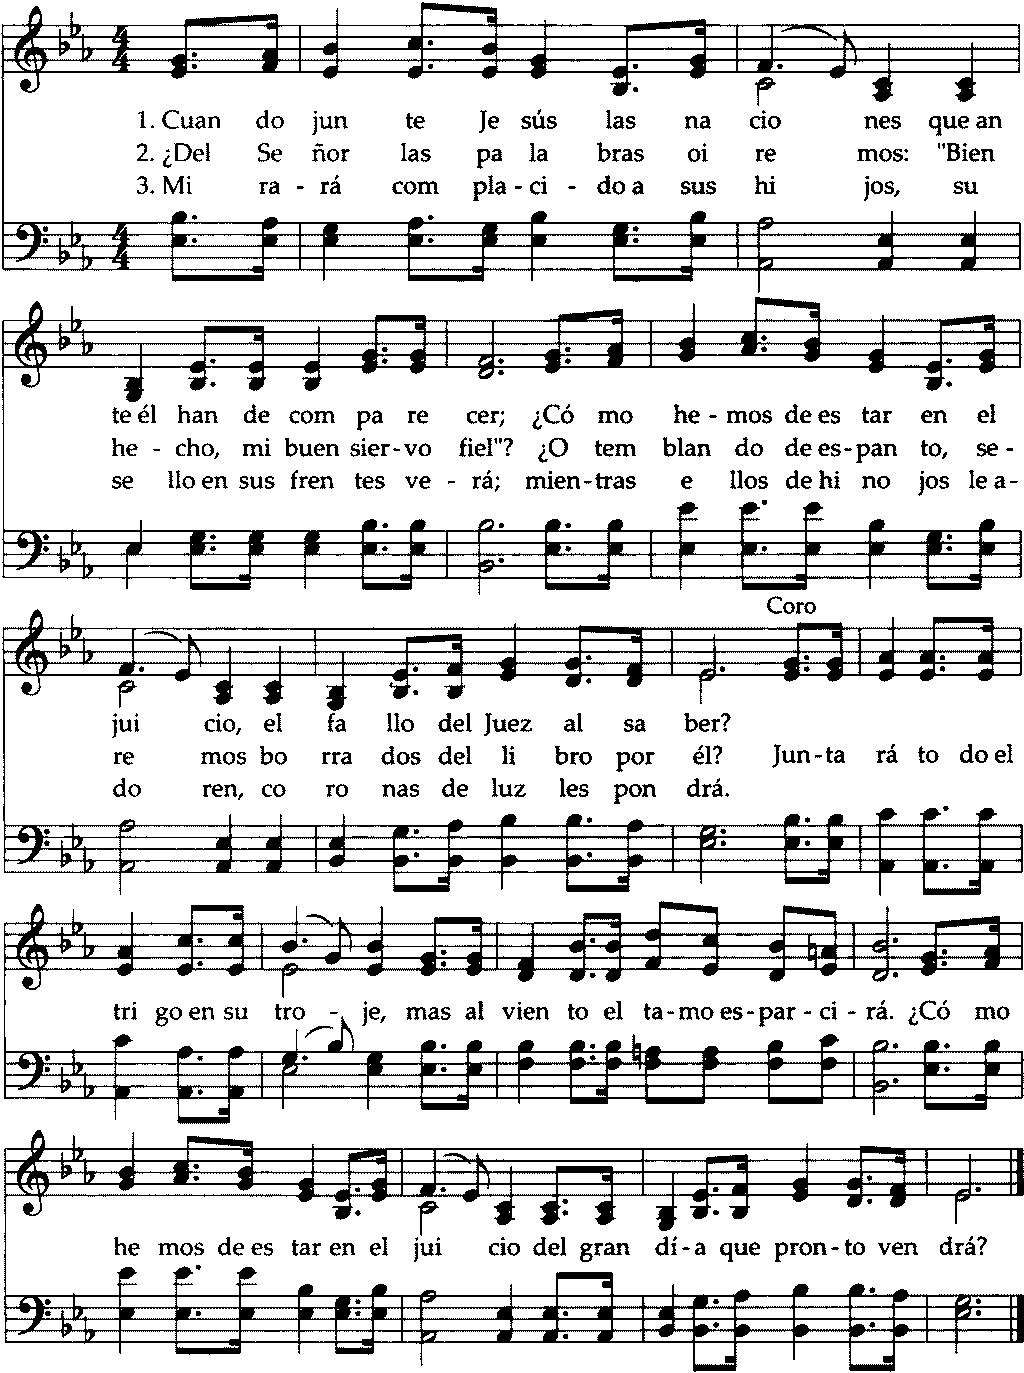 1. Cuan do jun te Je sús las na cio nes que an
2. ¿Del Se ñor las pa la bras oi re mos: "Bien
3. Mi ra - rá com pla - ci - do a sus hi jos, su
te él han de com pa re cer; ¿Có mo he - mos de es tar en el
he - cho, mi buen sier - vo fiel"? ¿O tem blan do de es - pan to, se -
se llo en sus fren tes ve - rá; mien - tras e llos de hi no jos le a -
Coro
jui cio, el fa llo del Juez al sa ber?
re mos bo rra dos del li bro por él? Jun - ta rá to do el
do ren, co ro nas de luz les pon drá.
tri go en su tro - je, mas al vien to el ta - mo es - par - ci - rá. ¿Có mo
he mos de es tar en el jui cio del gran dí - a que pron - to ven drá?